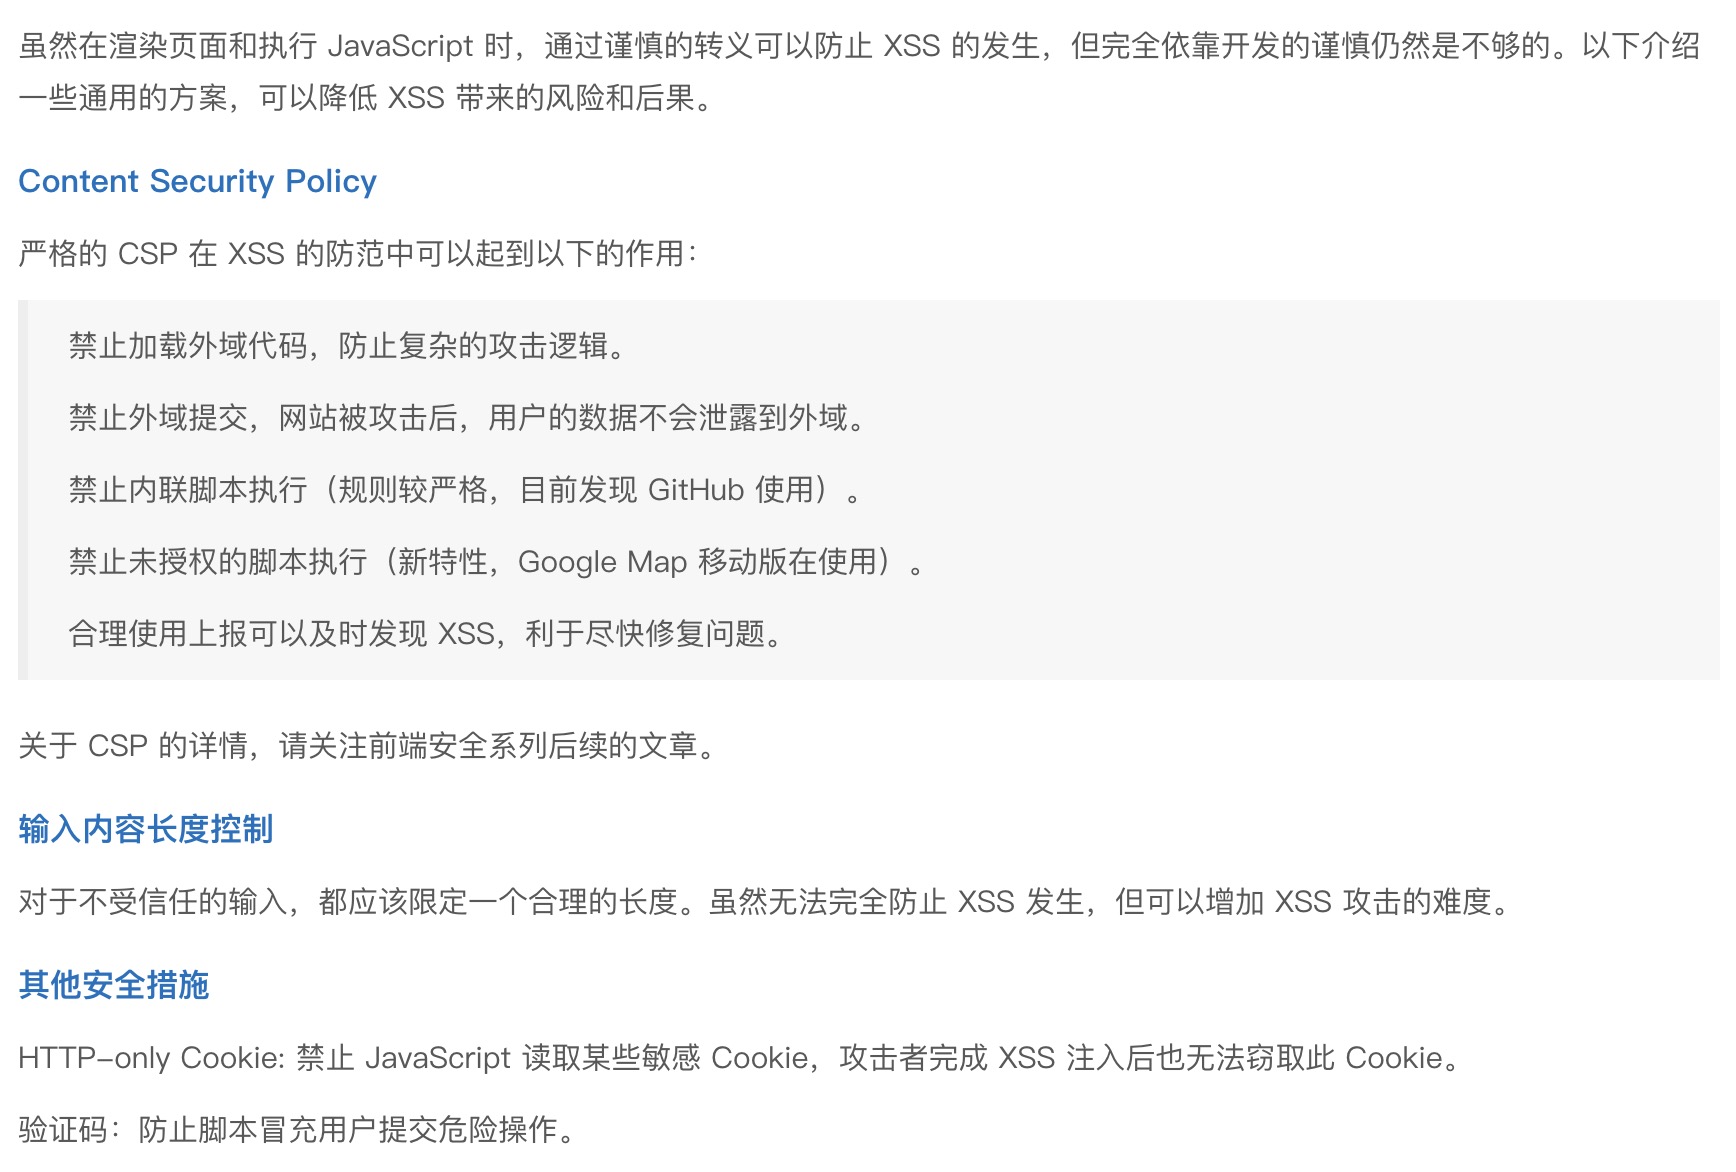 虽然在渲染页面和执行 JavaScript 时，通过谨慎的转义可以防止 XSS 的发生，但完全依靠开发的谨慎仍然是不够的。以下介绍
一些通用的方案，可以降低 XSS 带来的风险和后果。
Content Security Policy
严格的 CSP 在 XSS 的防范中可以起到以下的作用：
禁止加载外域代码，防止复杂的攻击逻辑。
禁止外域提交，网站被攻击后，用户的数据不会泄露到外域。
禁止内联脚本执行（规则较严格，目前发现 GitHub 使用）。
禁止未授权的脚本执行（新特性，Google Map 移动版在使用）。
合理使用上报可以及时发现 XSS，利于尽快修复问题。
关于 CSP 的详情，请关注前端安全系列后续的文章。
输入内容长度控制
对于不受信任的输入，都应该限定一个合理的长度。虽然无法完全防止 XSS 发生，但可以增加 XSS 攻击的难度。
其他安全措施
HTTP-only Cookie: 禁止 JavaScript 读取某些敏感 Cookie，攻击者完成 XSS 注入后也无法窃取此 Cookie。
验证码：防止脚本冒充用户提交危险操作。